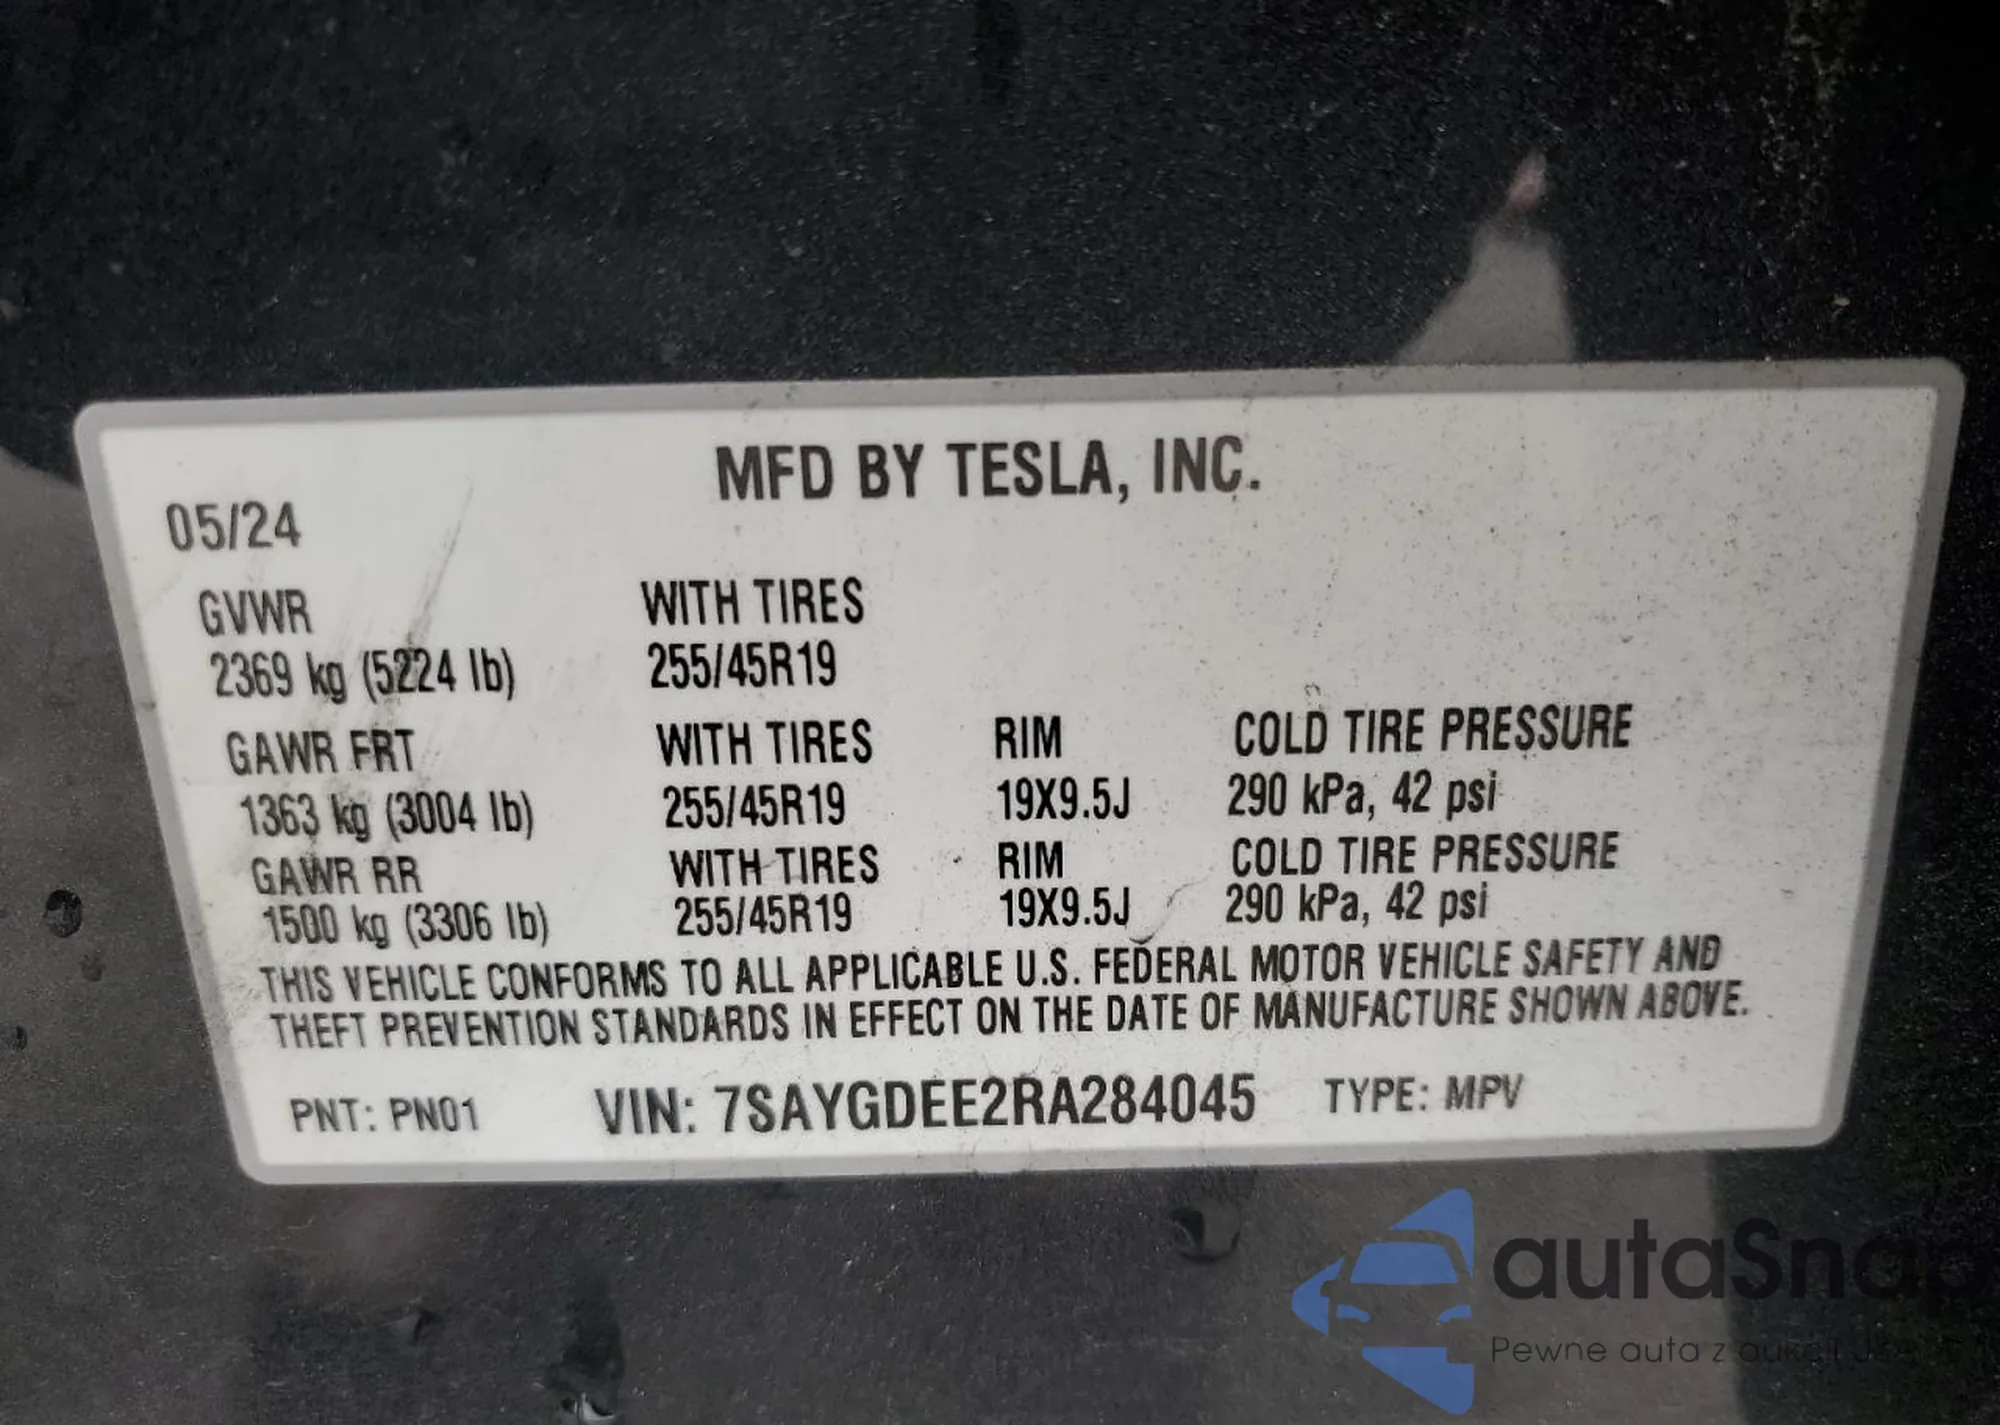 MFD BY TESLA, INC.
05/24
GVWR WITH TIRES
2369 kg (5224 lb) 255/45R19
GAWR FRT WITH TIRES RIM COLD TIRE PRESSURE
1363 kg (3004 lb) 255/45R19 19X9.5J 290 kPa, 42 psi
GAWR RR WITH TIRES RIM COLD TIRE PRESSURE
1500 kg (3306 lb) 255/45R19 19X9.5J 290 kPa, 42 psi
THIS VEHICLE CONFORMS TO ALL APPLICABLE U.S. FEDERAL MOTOR VEHICLE SAFETY AND
THEFT PREVENTION STANDARDS IN EFFECT ON THE DATE OF MANUFACTURE SHOWN ABOVE.
PNT: PN01 VIN: 7SAYGDEE2RA284045 TYPE: MPV
autaSnap
Pewne auta z aukcji